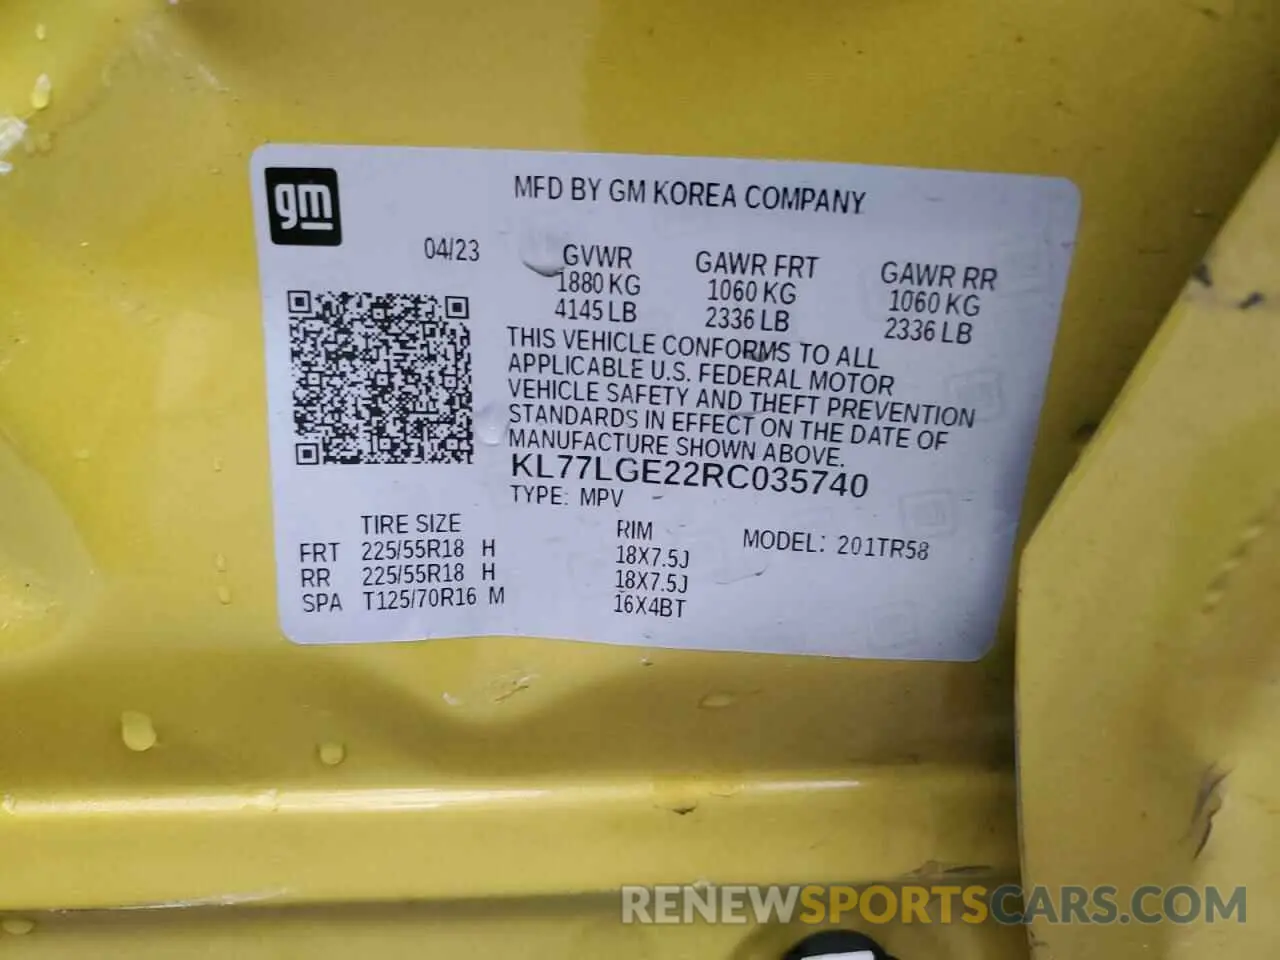 gm
MFD BY GM KOREA COMPANY
04/23
GVWR GAWR FRT GAWR RR
1880 KG 1060 KG 1060 KG
4145 LB 2336 LB 2336 LB
THIS VEHICLE CONFORMS TO ALL
APPLICABLE U.S. FEDERAL MOTOR
VEHICLE SAFETY AND THEFT PREVENTION
STANDARDS IN EFFECT ON THE DATE OF
MANUFACTURE SHOWN ABOVE.
KL77LGE22RC035740
TYPE: MPV
TIRE SIZE RIM MODEL: 201TR58
FRT 225/55R18 H 18X7.5J
RR 225/55R18 H 18X7.5J
SPA T125/70R16 M 16X4BT
RENEWSPORTSCARS.COM